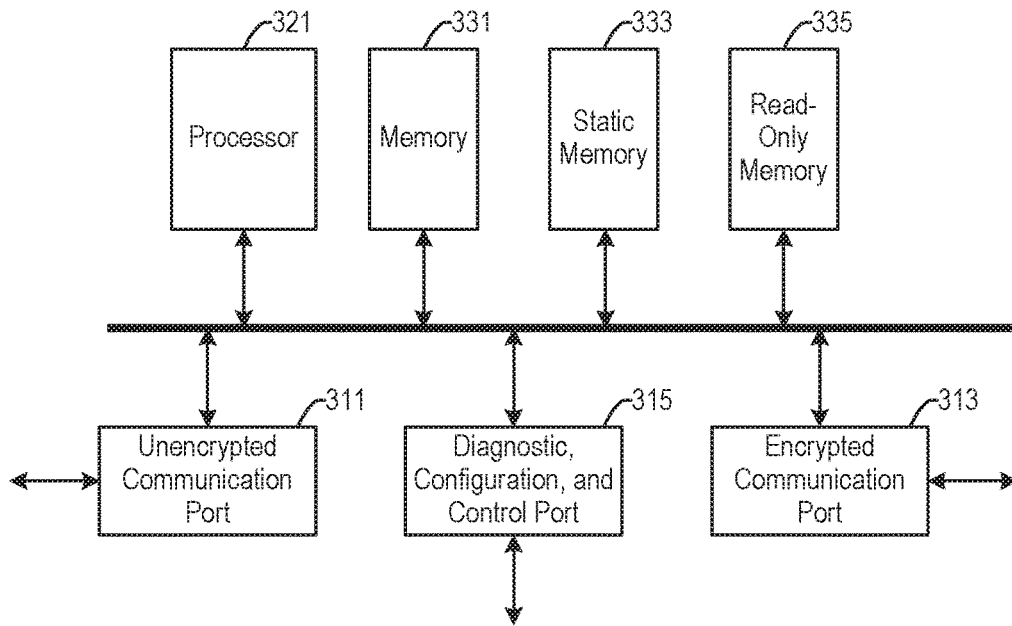 321
331
333
335
Processor
Memory
Static
Memory
Read-
Only
Memory
311
315
313
Unencrypted
Communication
Port
Diagnostic,
Configuration, and
Control Port
Encrypted
Communication
Port